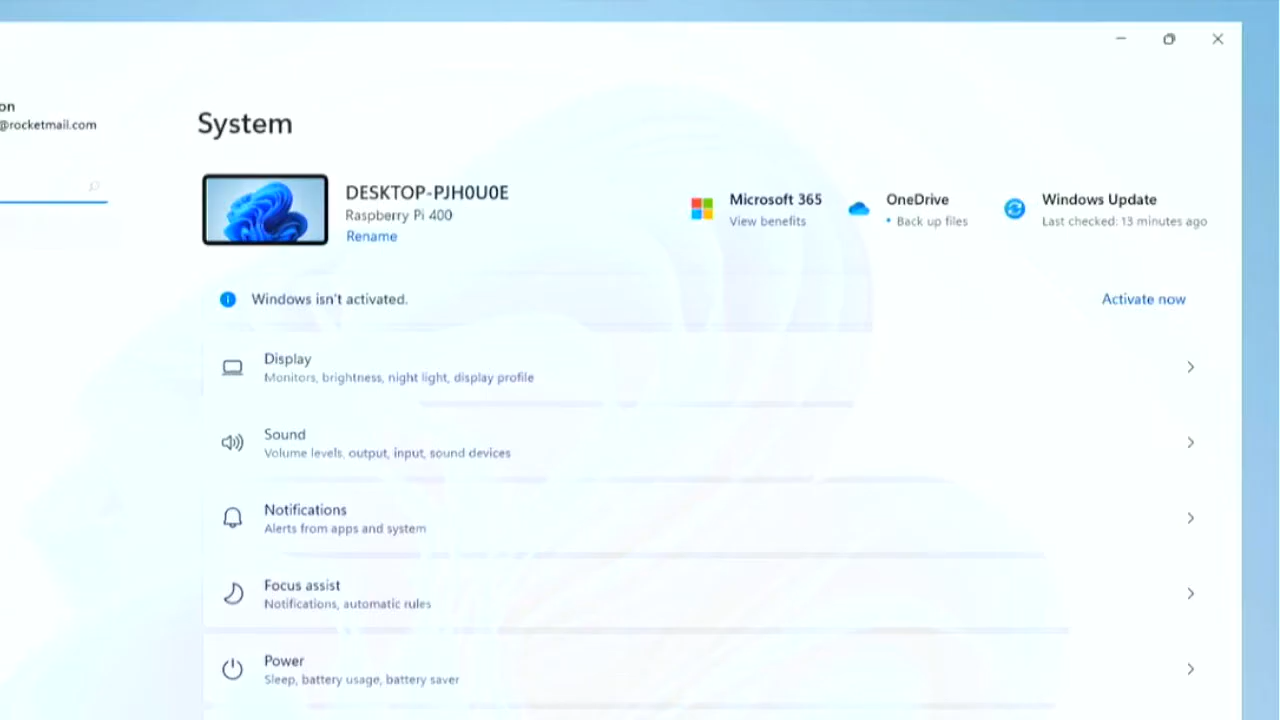 on
@rocketmail.com
System
DESKTOP-PJH0U0E
Raspberry Pi 400
Rename
Microsoft 365
View benefits
OneDrive
• Back up files
Windows Update
Last checked: 13 minutes ago
Windows isn't activated.
Activate now
Display
Monitors, brightness, night light, display profile
Sound
Volume levels, output, input, sound devices
Notifications
Alerts from apps and system
Focus assist
Notifications, automatic rules
Power
Sleep, battery usage, battery saver